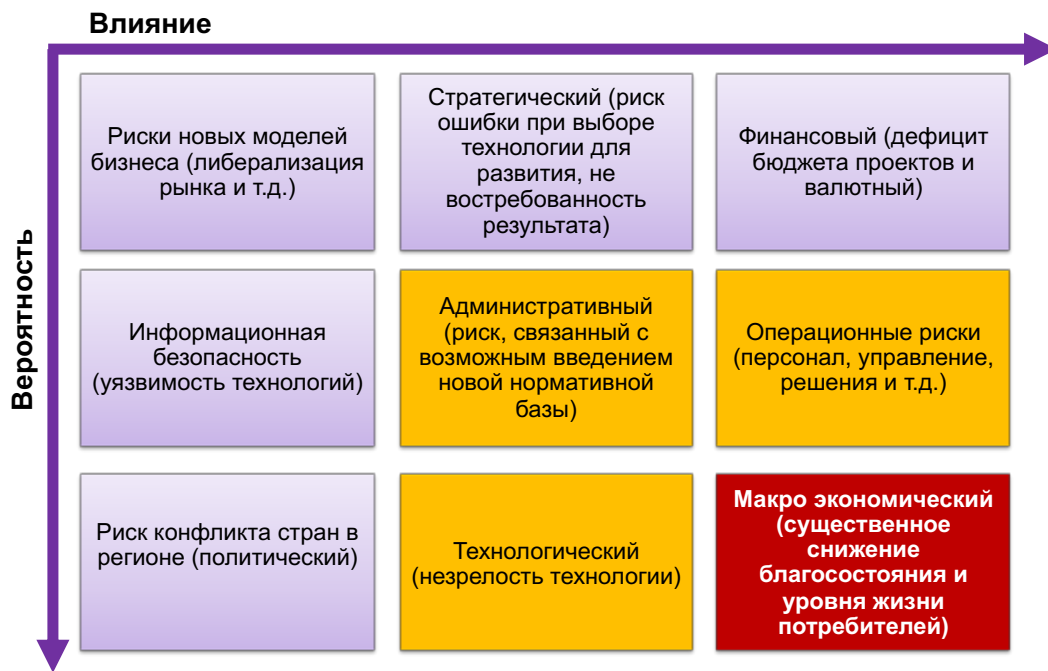 Влияние
Вероятность
Риски новых моделей
бизнеса (либерализация
рынка и т.д.)
Стратегический (риск
ошибки при выборе
технологии для
развития, не
востребованность
результата)
Финансовый (дефицит
бюджета проектов и
валютный)
Информационная
безопасность
(уязвимость технологий)
Административный
(риск, связанный с
возможным введением
новой нормативной
базы)
Операционные риски
(персонал, управление,
решения и т.д.)
Риск конфликта стран в
регионе (политический)
Технологический
(незрелость технологии)
Макро экономический
(существенное
снижение
благосостояния и
уровня жизни
потребителей)